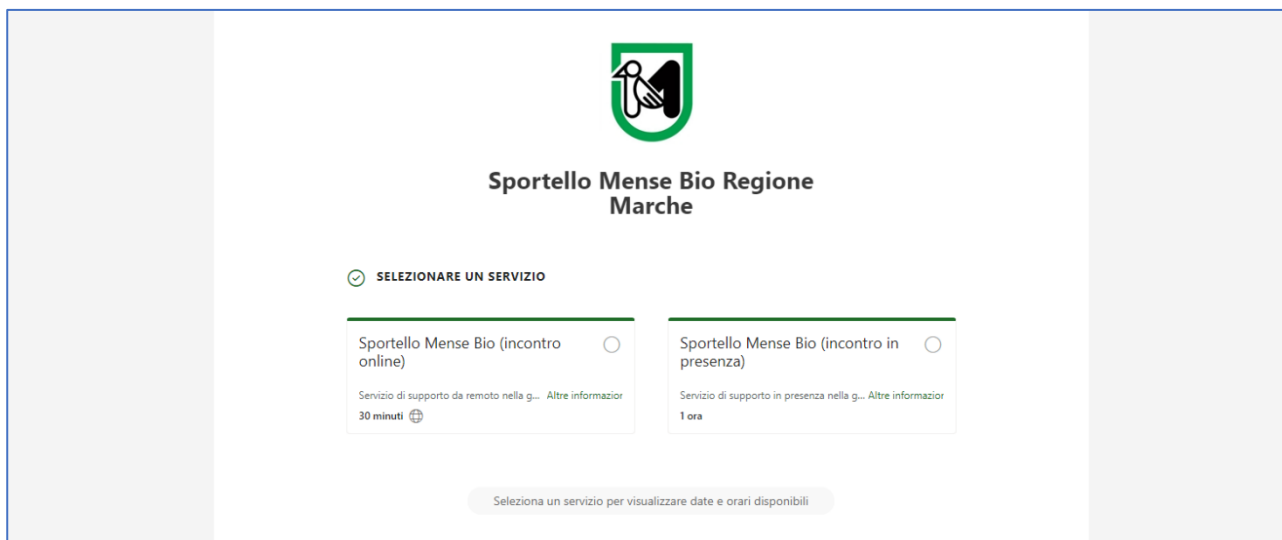 Sportello Mense Bio Regione
Marche
SELEZIONARE UN SERVIZIO
Sportello Mense Bio (incontro
online)
Servizio di supporto da remoto nella g... Altre informazior
30 minuti
Sportello Mense Bio (incontro in
presenza)
Servizio di supporto in presenza nella g... Altre informazior
1 ora
Seleziona un servizio per visualizzare date e orari disponibili